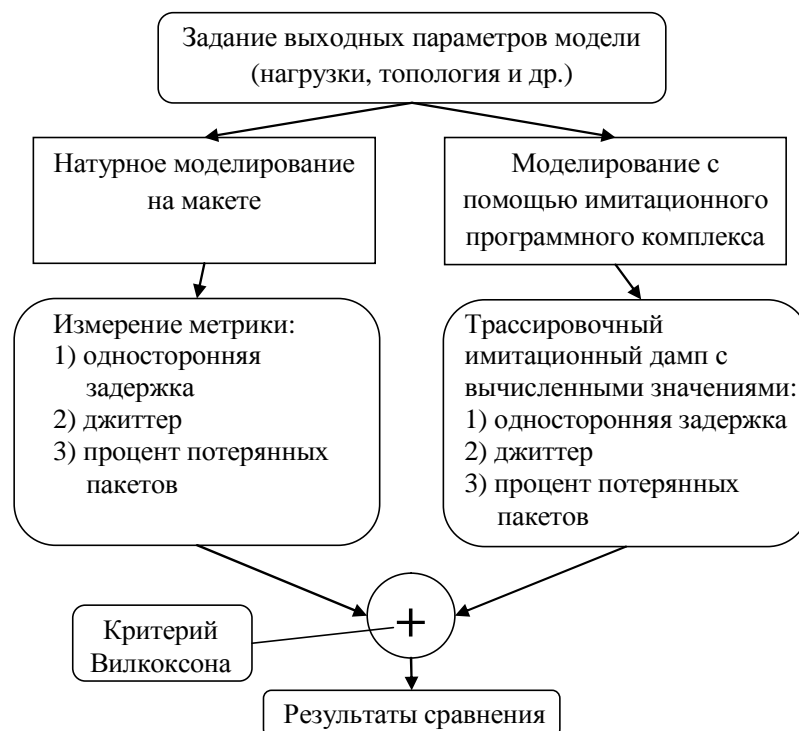 Задание выходных параметров модели
(нагрузки, топология и др.)
Натурное моделирование
на макете
Моделирование с
помощью имитационного
программного комплекса
Измерение метрики:
1) односторонняя
задержка
2) джиттер
3) процент потерянных
пакетов
Трассировочный
имитационный дамп с
вычисленными значениями:
1) односторонняя задержка
2) джиттер
3) процент потерянных
пакетов
+
Критерий
Вилкоксона
Результаты сравнения